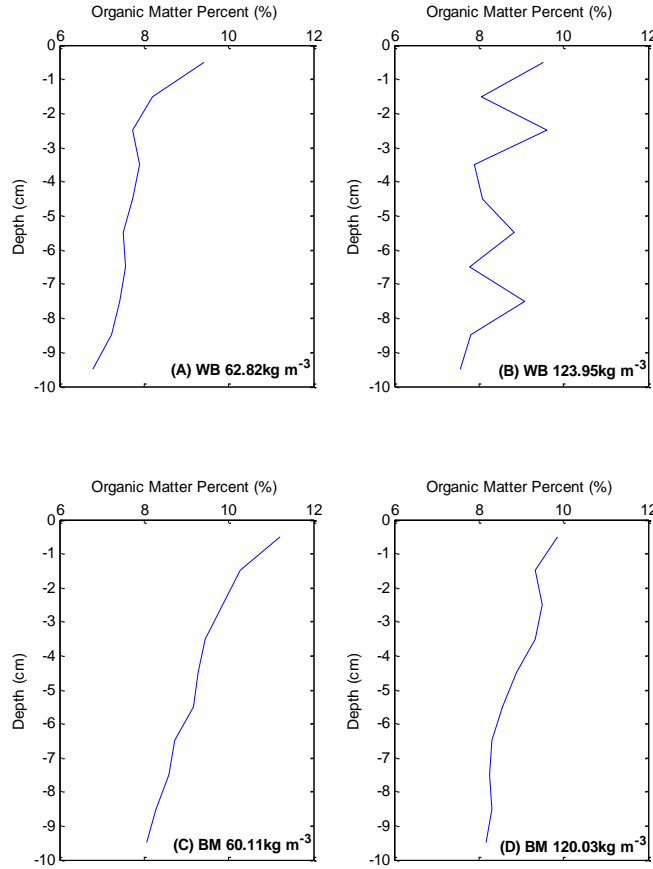 Organic Matter Percent (%)
6 8 10 12
0
-1
-2
-3
-4
-5
-6
-7
-8
-9
-10
Depth (cm)
(A) WB 62.82kg m-3
Organic Matter Percent (%)
6 8 10 12
0
-1
-2
-3
-4
-5
-6
-7
-8
-9
-10
Depth (cm)
(B) WB 123.95kg m-3
Organic Matter Percent (%)
6 8 10 12
0
-1
-2
-3
-4
-5
-6
-7
-8
-9
-10
Depth (cm)
(C) BM 60.11kg m-3
Organic Matter Percent (%)
6 8 10 12
0
-1
-2
-3
-4
-5
-6
-7
-8
-9
-10
Depth (cm)
(D) BM 120.03kg m-3